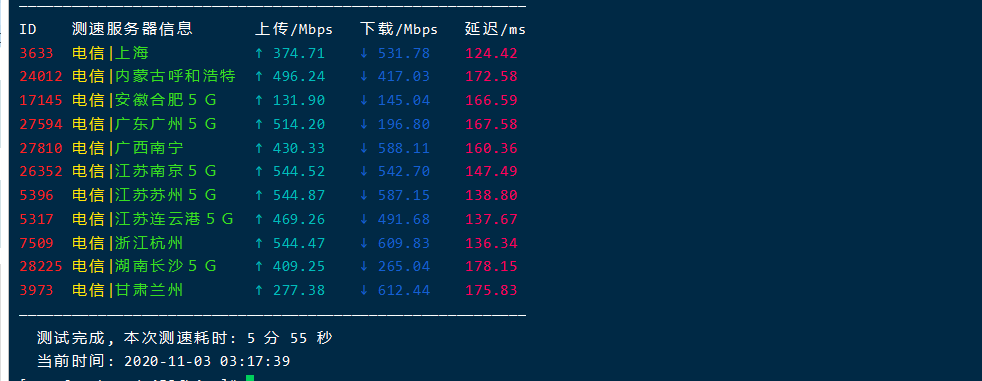 ID 测速服务器信息 上传/Mbps 下载/Mbps 延迟/ms
3633 电信|上海 ↑ 374.71 ↓ 531.78 124.42
24012 电信|内蒙古呼和浩特 ↑ 496.24 ↓ 417.03 172.58
17145 电信|安徽合肥5G ↑ 131.90 ↓ 145.04 166.59
27594 电信|广东广州5G ↑ 514.20 ↓ 196.80 167.58
27810 电信|广西南宁 ↑ 430.33 ↓ 588.11 160.36
26352 电信|江苏南京5G ↑ 544.52 ↓ 542.70 147.49
5396 电信|江苏苏州5G ↑ 544.87 ↓ 587.15 138.80
5317 电信|江苏连云港5G ↑ 469.26 ↓ 491.68 137.67
7509 电信|浙江杭州 ↑ 544.47 ↓ 609.83 136.34
28225 电信|湖南长沙5G ↑ 409.25 ↓ 265.04 178.15
3973 电信|甘肃兰州 ↑ 277.38 ↓ 612.44 175.83
测试完成, 本次测速耗时: 5 分 55 秒
当前时间: 2020-11-03 03:17:39